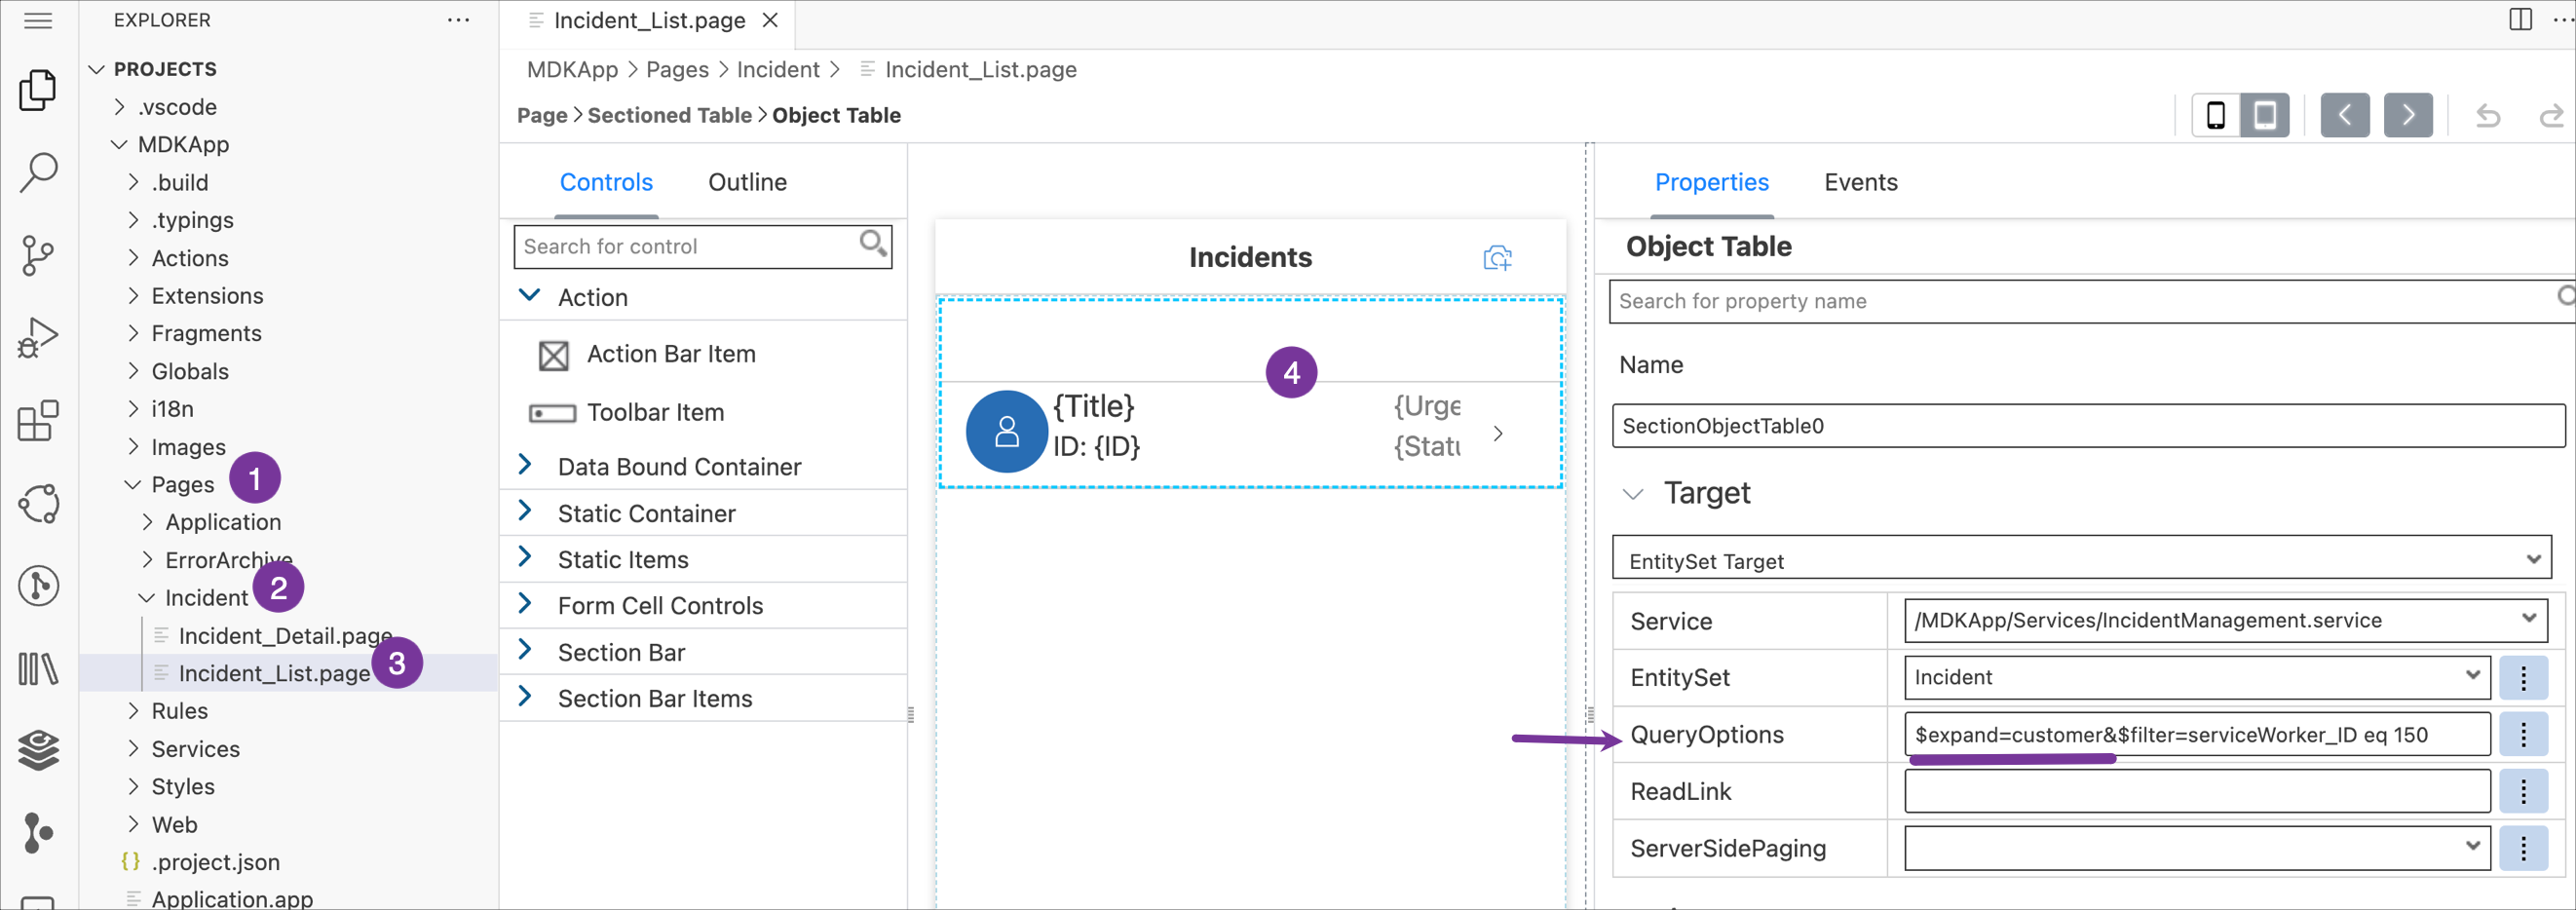 EXPLORER
PROJECTS
.vscode
MDKApp
.build
.typings
Actions
Extensions
Fragments
Globals
i18n
Images
Pages
1
Application
ErrorArchive
Incident
2
Incident_Detail.page
Incident_List.page
3
Rules
Services
Styles
Web
{} .project.json
Application.app
Incident_List.page
MDKApp > Pages > Incident > Incident_List.page
Page > Sectioned Table > Object Table
Controls
Outline
Search for control
Action
Action Bar Item
Toolbar Item
Data Bound Container
Static Container
Static Items
Form Cell Controls
Section Bar
Section Bar Items
Incidents
4
{Title}
{Urge
ID: {ID}
{Statu
Properties
Events
Object Table
Search for property name
Name
SectionObjectTable0
Target
EntitySet Target
Service
/MDKApp/Services/IncidentManagement.service
EntitySet
Incident
QueryOptions
$expand=customer&$filter=serviceWorker_ID eq 150
ReadLink
ServerSidePaging